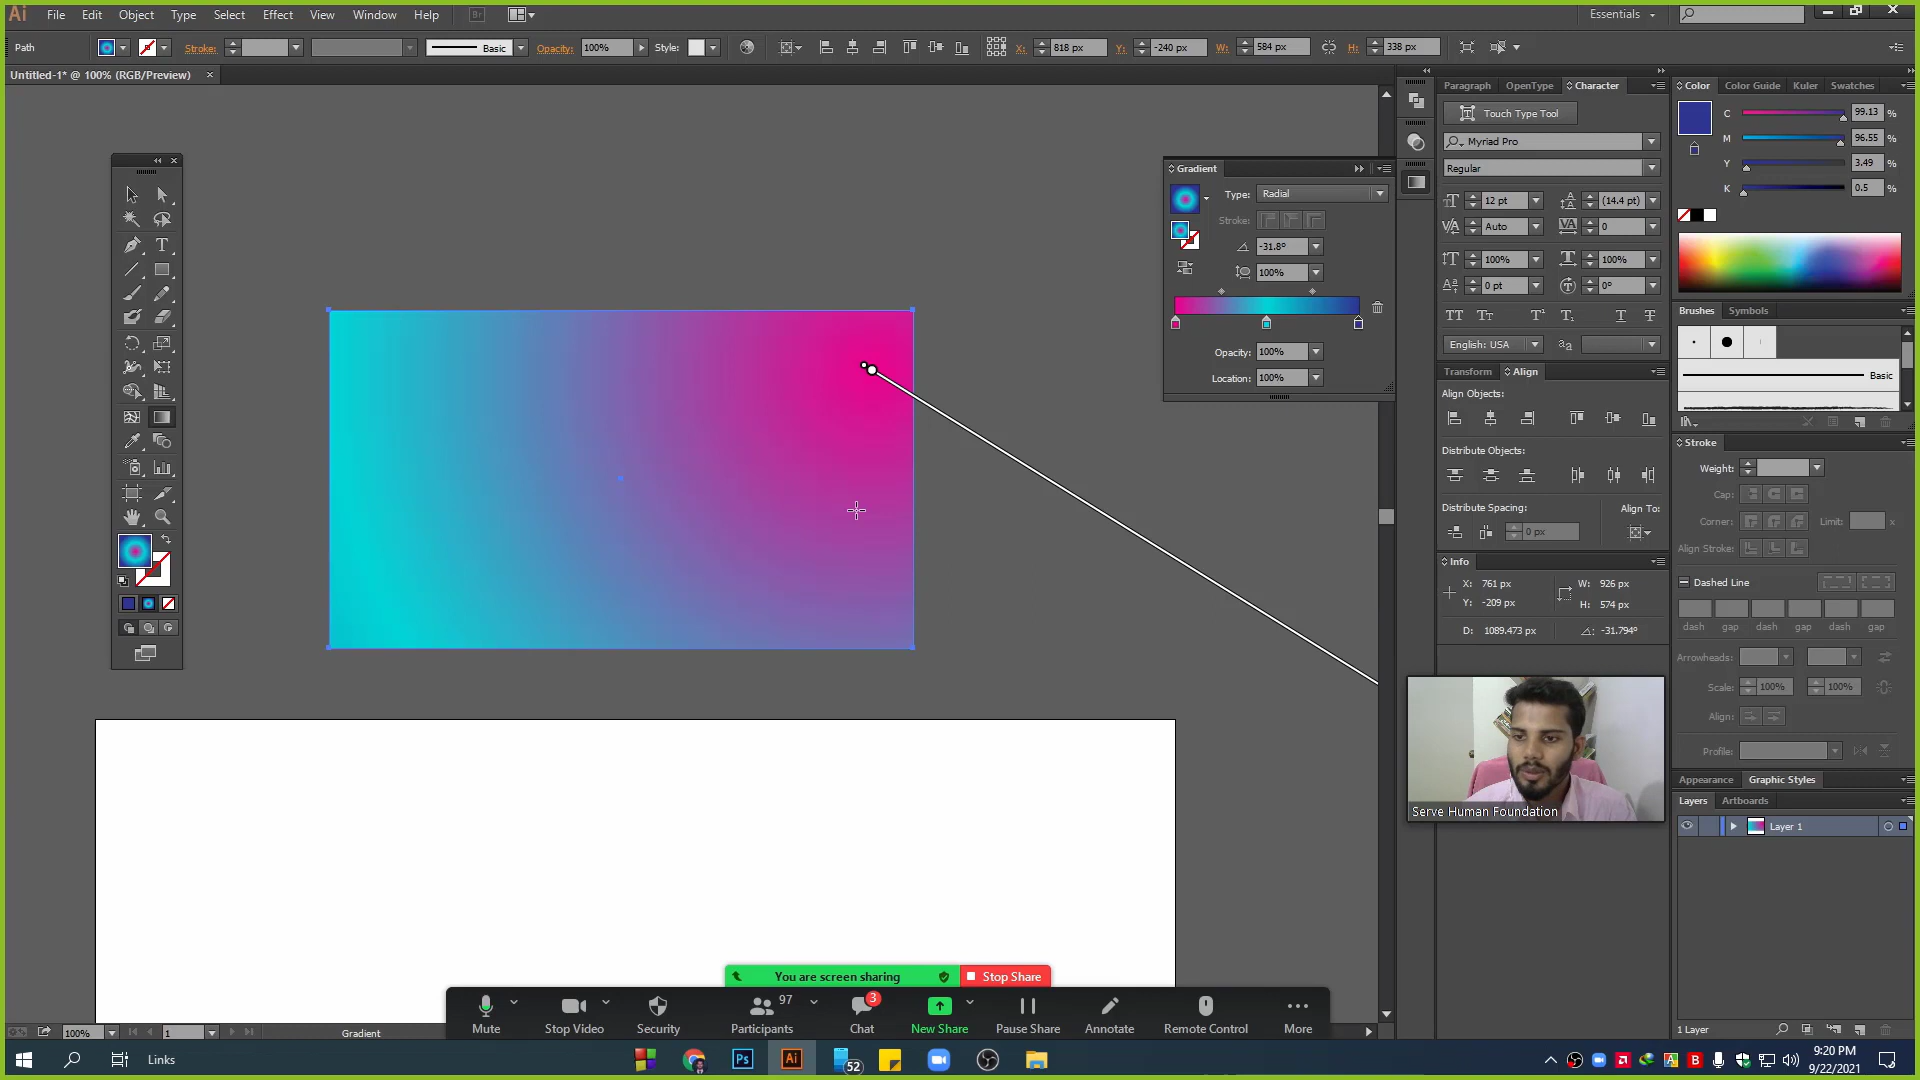 Ai File Edit Object Type Select Effect View Window Help Br Essentials
Path Stroke: Basic Opacity: 100% Style: X: 818 px Y: -240 px W: 584 px H: 338 px
Untitled-1* @ 100% (RGB/Preview) ×
Paragraph OpenType Character
Touch Type Tool
Myriad Pro
Regular
12 pt (14.4 pt)
Auto 0
100% 100%
0 pt 0°
TT Tт T¹ T₁ T T
English: USA aa
Transform Align
Align Objects:
Distribute Objects:
Distribute Spacing: Align To:
0 px
Info
X: 761 px W: 926 px
Y: -209 px H: 574 px
D: 1089.473 px -31.794°
Gradient
Type: Radial
Stroke:
-31.8°
100%
Opacity: 100%
Location: 100%
Color Color Guide Kuler Swatches
C 99.13 %
M 96.55 %
Y 3.49 %
K 0.5 %
Brushes Symbols
Basic
Stroke
Weight:
Cap:
Corner: Limit: x
Align Stroke:
Dashed Line
dash gap dash gap dash gap
Arrowheads:
Scale: 100% 100%
Align:
Profile:
Appearance Graphic Styles
Layers Artboards
Layer 1
1 Layer
Serve Human Foundation
You are screen sharing Stop Share
97 3
Mute Stop Video Security Participants Chat New Share Pause Share Annotate Remote Control More
100% 1 Gradient
Links Ps Ai 52
9:20 PM
9/22/2021